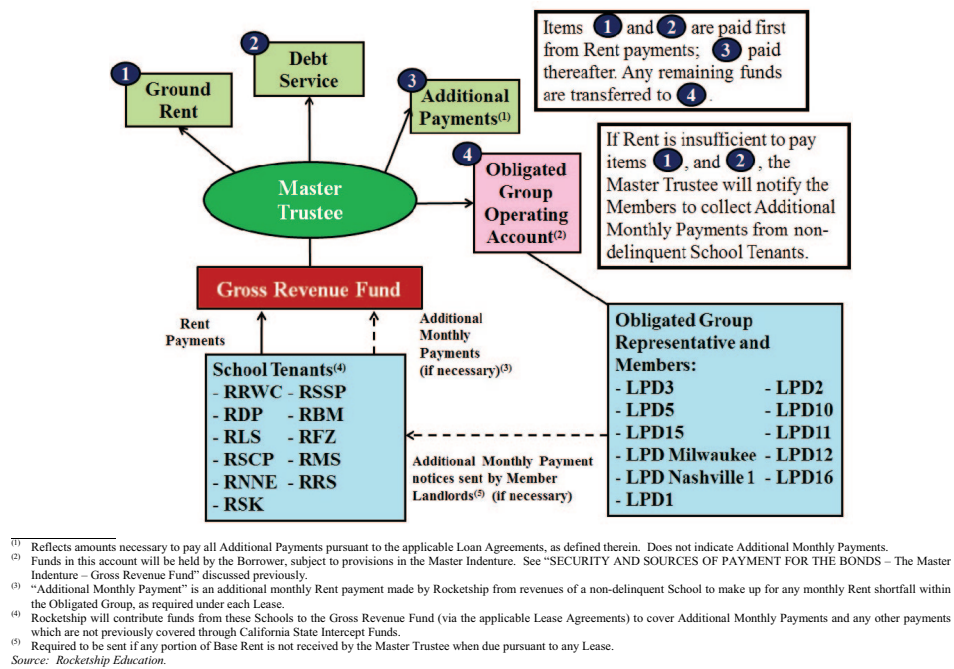 1
Ground
Rent
2
Debt
Service
3
Additional
Payments(1)
Items 1 and 2 are paid first
from Rent payments; 3 paid
thereafter. Any remaining funds
are transferred to 4.
Master
Trustee
4
Obligated
Group
Operating
Account(2)
If Rent is insufficient to pay
items 1, and 2, the
Master Trustee will notify the
Members to collect Additional
Monthly Payments from non-
delinquent School Tenants.
Gross Revenue Fund
Rent
Payments
Additional
Monthly
Payments
(if necessary)(3)
School Tenants(4)
- RRWC - RSSP
- RDP - RBM
- RLS - RFZ
- RSCP - RMS
- RNNE - RRS
- RSK
Additional Monthly Payment
notices sent by Member
Landlords(5) (if necessary)
Obligated Group
Representative and
Members:
- LPD3 - LPD2
- LPD5 - LPD10
- LPD15 - LPD11
- LPD Milwaukee - LPD12
- LPD Nashville 1 - LPD16
- LPD1
(1) Reflects amounts necessary to pay all Additional Payments pursuant to the applicable Loan Agreements, as defined therein. Does not indicate Additional Monthly Payments.
(2) Funds in this account will be held by the Borrower, subject to provisions in the Master Indenture. See “SECURITY AND SOURCES OF PAYMENT FOR THE BONDS – The Master
Indenture – Gross Revenue Fund” discussed previously.
(3) “Additional Monthly Payment” is an additional monthly Rent payment made by Rocketship from revenues of a non-delinquent School to make up for any monthly Rent shortfall within
the Obligated Group, as required under each Lease.
(4) Rocketship will contribute funds from these Schools to the Gross Revenue Fund (via the applicable Lease Agreements) to cover Additional Monthly Payments and any other payments
which are not previously covered through California State Intercept Funds.
(5) Required to be sent if any portion of Base Rent is not received by the Master Trustee when due pursuant to any Lease.
Source: Rocketship Education.